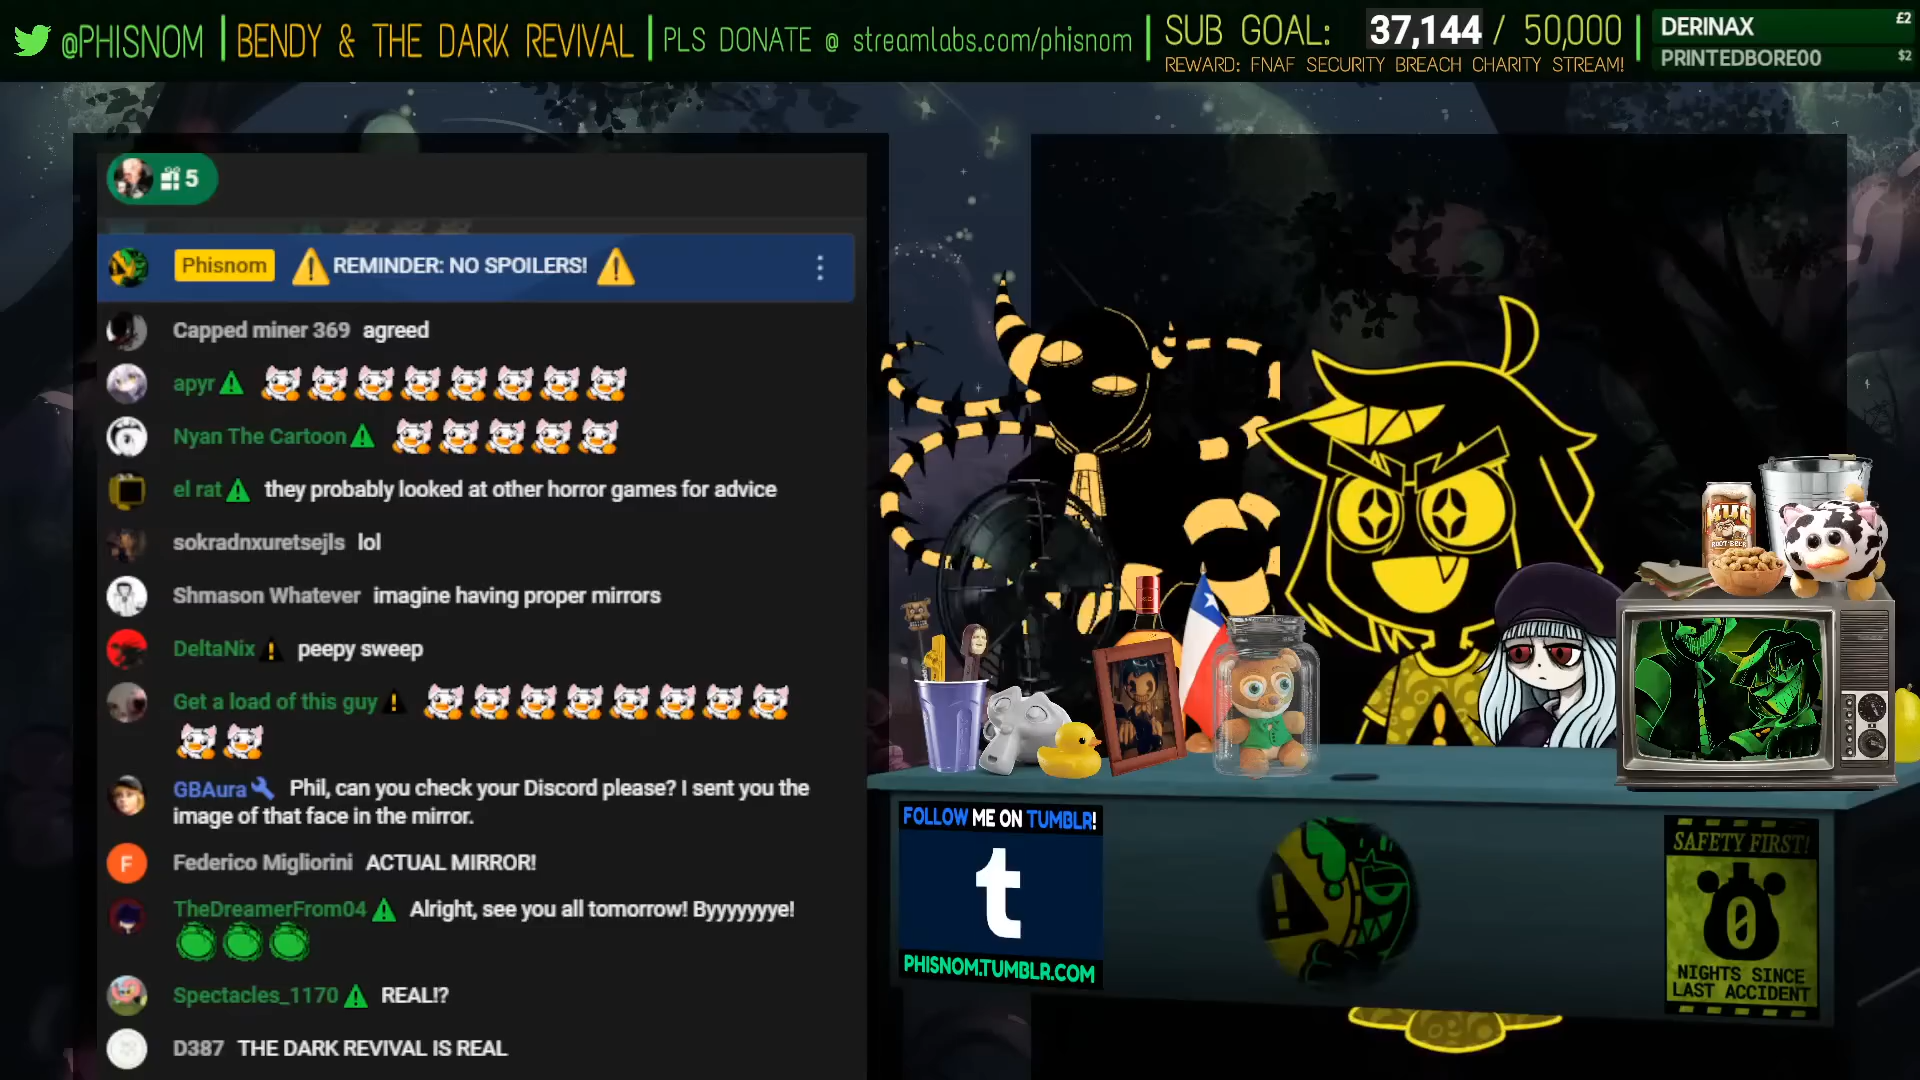 @PHISNOM
BENDY & THE DARK REVIVAL
PLS DONATE @ streamlabs.com/phisnom
SUB GOAL: 37,144 / 50,000
REWARD: FNAF SECURITY BREACH CHARITY STREAM!
DERINAX £2
PRINTEDBORE00 $2
5
Phisnom ⚠REMINDER: NO SPOILERS! ⚠
Capped miner 369 agreed
apyr
Nyan The Cartoon
el rat they probably looked at other horror games for advice
sokradnxuretsejls lol
Shmason Whatever imagine having proper mirrors
DeltaNix peepy sweep
Get a load of this guy
GBAura Phil, can you check your Discord please? I sent you the
image of that face in the mirror.
Federico Migliorini ACTUAL MIRROR!
F
TheDreamerFrom04 Alright, see you all tomorrow! Byyyyyyye!
Spectacles_1170 REAL!?
D387 THE DARK REVIVAL IS REAL
MUG
ROOT BEER
FOLLOW ME ON TUMBLR!
t
PHISNOM.TUMBLR.COM
SAFETY FIRST!
0
NIGHTS SINCE
LAST ACCIDENT